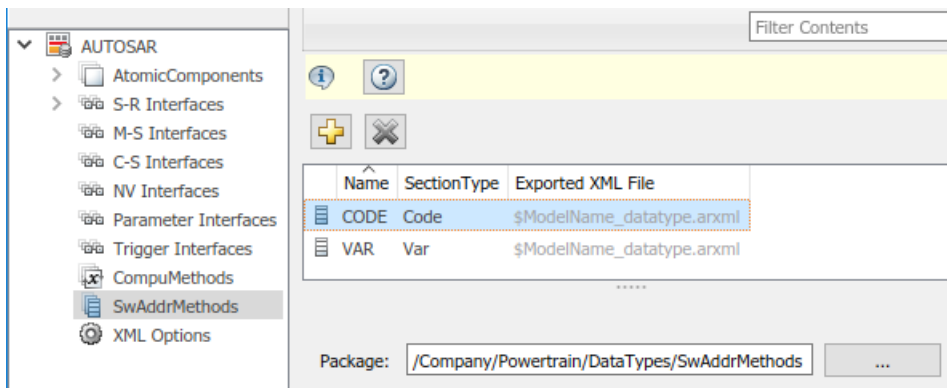 Filter Contents
AUTOSAR
AtomicComponents
S-R Interfaces
M-S Interfaces
C-S Interfaces
NV Interfaces
Parameter Interfaces
Trigger Interfaces
CompuMethods
SwAddrMethods
XML Options
Name SectionType Exported XML File
CODE Code $ModelName_datatype.arxml
VAR Var $ModelName_datatype.arxml
Package: /Company/Powertrain/DataTypes/SwAddrMethods ...